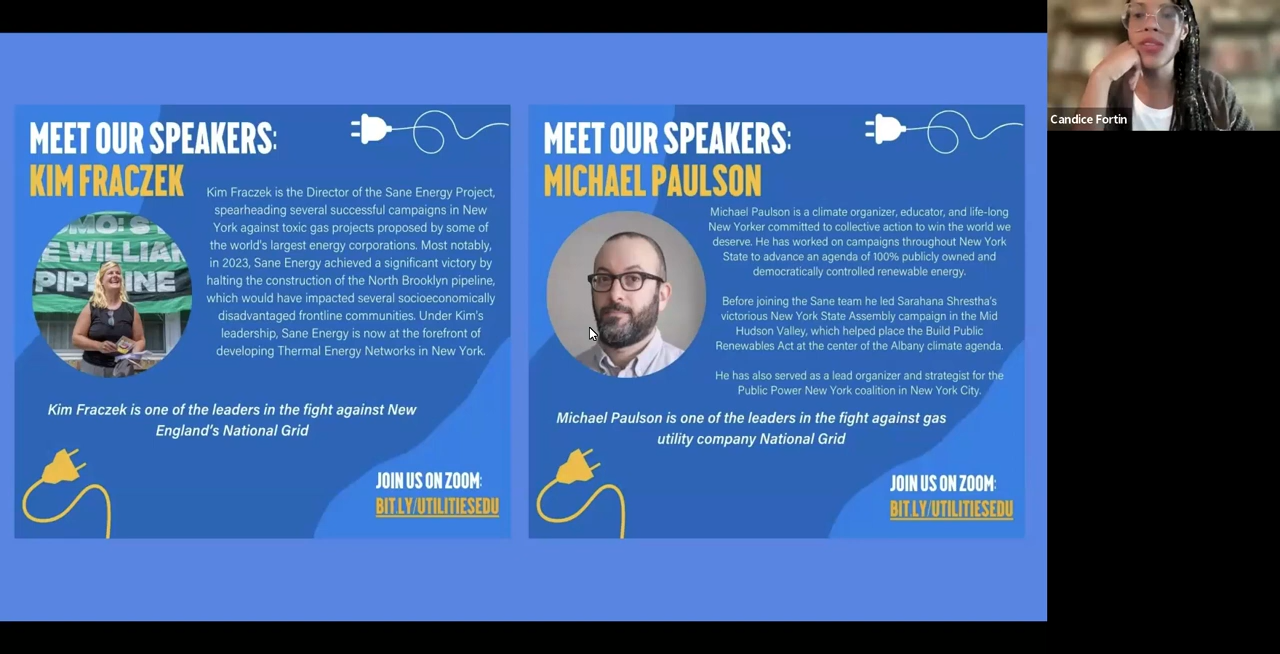 MEET OUR SPEAKERS:
KIM FRACZEK
Kim Fraczek is the Director of the Sane Energy Project,
spearheading several successful campaigns in New
York against toxic gas projects proposed by some of
the world's largest energy corporations. Most notably,
in 2023, Sane Energy achieved a significant victory by
halting the construction of the North Brooklyn pipeline,
which would have impacted several socioeconomically
disadvantaged frontline communities. Under Kim's
leadership, Sane Energy is now at the forefront of
developing Thermal Energy Networks in New York.
MO: S
E WILLIAM
PIPELINE
Kim Fraczek is one of the leaders in the fight against New
England's National Grid
JOIN US ON ZOOM:
BIT.LY/UTILITIESEDU
MEET OUR SPEAKERS:
MICHAEL PAULSON
Michael Paulson is a climate organizer, educator, and life-long
New Yorker committed to collective action to win the world we
deserve. He has worked on campaigns throughout New York
State to advance an agenda of 100% publicly owned and
democratically controlled renewable energy.
Before joining the Sane team he led Sarahana Shrestha's
victorious New York State Assembly campaign in the Mid
Hudson Valley, which helped place the Build Public
Renewables Act at the center of the Albany climate agenda.
He has also served as a lead organizer and strategist for the
Public Power New York coalition in New York City.
Michael Paulson is one of the leaders in the fight against gas
utility company National Grid
JOIN US ON ZOOM:
BIT.LY/UTILITIESEDU
Candice Fortin